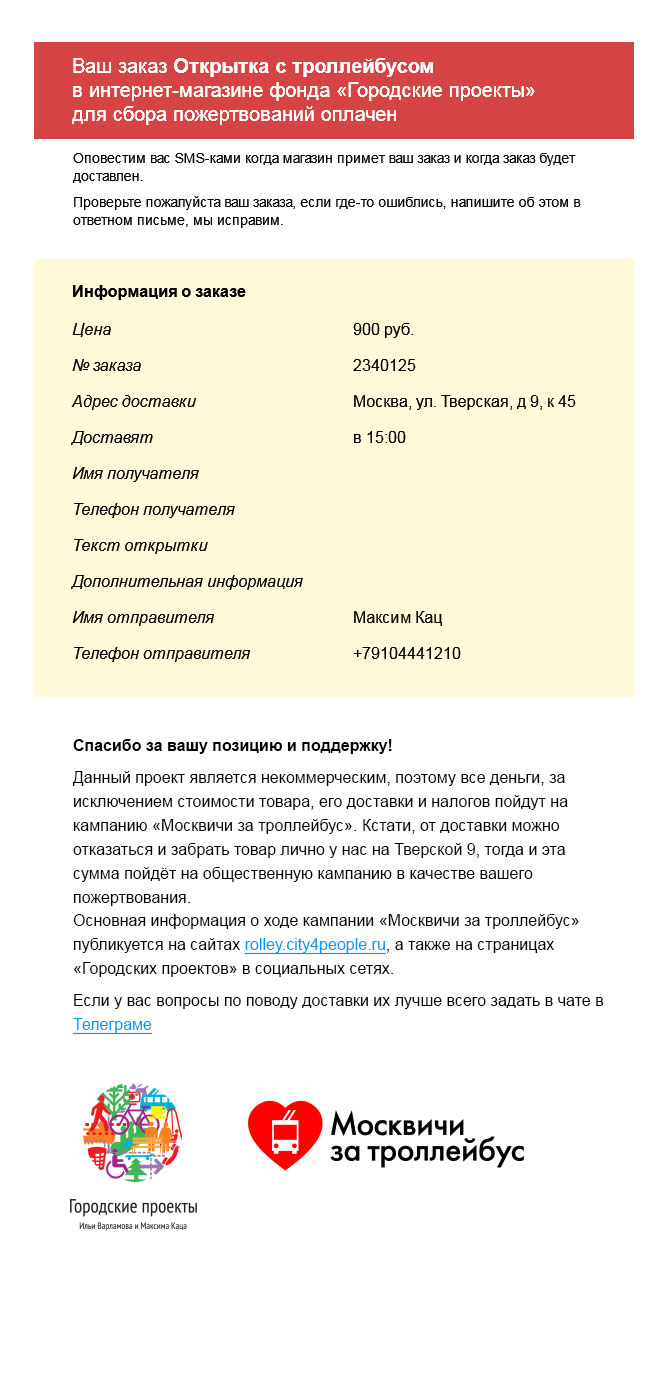 Ваш заказ Открытка с троллейбусом
в интернет-магазине фонда «Городские проекты»
для сбора пожертвований оплачен
Оповестим вас SMS-ками когда магазин примет ваш заказ и когда заказ будет
доставлен.
Проверьте пожалуйста ваш заказа, если где-то ошиблись, напишите об этом в
ответном письме, мы исправим.
Информация о заказе
Цена 900 руб.
№ заказа 2340125
Адрес доставки Москва, ул. Тверская, д 9, к 45
Доставят в 15:00
Имя получателя
Телефон получателя
Текст открытки
Дополнительная информация
Имя отправителя Максим Кац
Телефон отправителя +79104441210
Спасибо за вашу позицию и поддержку!
Данный проект является некоммерческим, поэтому все деньги, за
исключением стоимости товара, его доставки и налогов пойдут на
кампанию «Москвичи за троллейбус». Кстати, от доставки можно
отказаться и забрать товар лично у нас на Тверской 9, тогда и эта
сумма пойдёт на общественную кампанию в качестве вашего
пожертвования.
Основная информация о ходе кампании «Москвичи за троллейбус»
публикуется на сайтах rolley.city4people.ru, а также на страницах
«Городских проектов» в социальных сетях.
Если у вас вопросы по поводу доставки их лучше всего задать в чате в
Телеграме
Москвичи
за троллейбус
Городские проекты
Ильи Варламова и Максима Каца